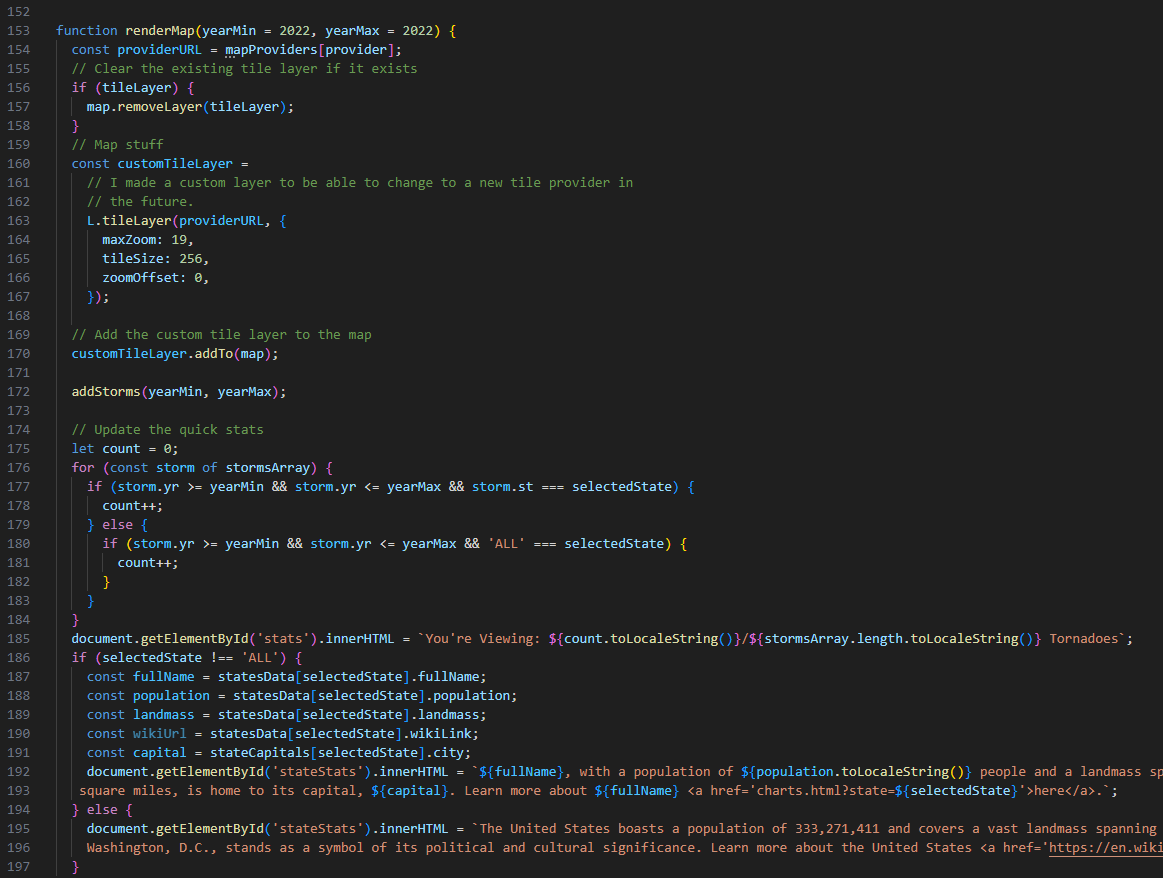 152
153 function renderMap(yearMin = 2022, yearMax = 2022) {
154 const providerURL = mapProviders[provider];
155 // Clear the existing tile layer if it exists
156 if (tileLayer) {
157 map.removeLayer(tileLayer);
158 }
159 // Map stuff
160 const customTileLayer =
161 // I made a custom layer to be able to change to a new tile provider in
162 // the future.
163 L.tileLayer(providerURL, {
164 maxZoom: 19,
165 tileSize: 256,
166 zoomOffset: 0,
167 });
168
169 // Add the custom tile layer to the map
170 customTileLayer.addTo(map);
171
172 addStorms(yearMin, yearMax);
173
174 // Update the quick stats
175 let count = 0;
176 for (const storm of stormsArray) {
177 if (storm.yr >= yearMin && storm.yr <= yearMax && storm.st === selectedState) {
178 count++;
179 } else {
180 if (storm.yr >= yearMin && storm.yr <= yearMax && 'ALL' === selectedState) {
181 count++;
182 }
183 }
184 }
185 document.getElementById('stats').innerHTML = `You're Viewing: ${count.toLocaleString()}/${stormsArray.length.toLocaleString()} Tornadoes`;
186 if (selectedState !== 'ALL') {
187 const fullName = statesData[selectedState].fullName;
188 const population = statesData[selectedState].population;
189 const landmass = statesData[selectedState].landmass;
190 const wikiUrl = statesData[selectedState].wikiLink;
191 const capital = stateCapitals[selectedState].city;
192 document.getElementById('stateStats').innerHTML = `${fullName}, with a population of ${population.toLocaleString()} people and a landmass sp
193 square miles, is home to its capital, ${capital}. Learn more about ${fullName} <a href='charts.html?state=${selectedState}'>here</a>.`;
194 } else {
195 document.getElementById('stateStats').innerHTML = `The United States boasts a population of 333,271,411 and covers a vast landmass spanning
196 Washington, D.C., stands as a symbol of its political and cultural significance. Learn more about the United States <a href='https://en.wiki
197 }